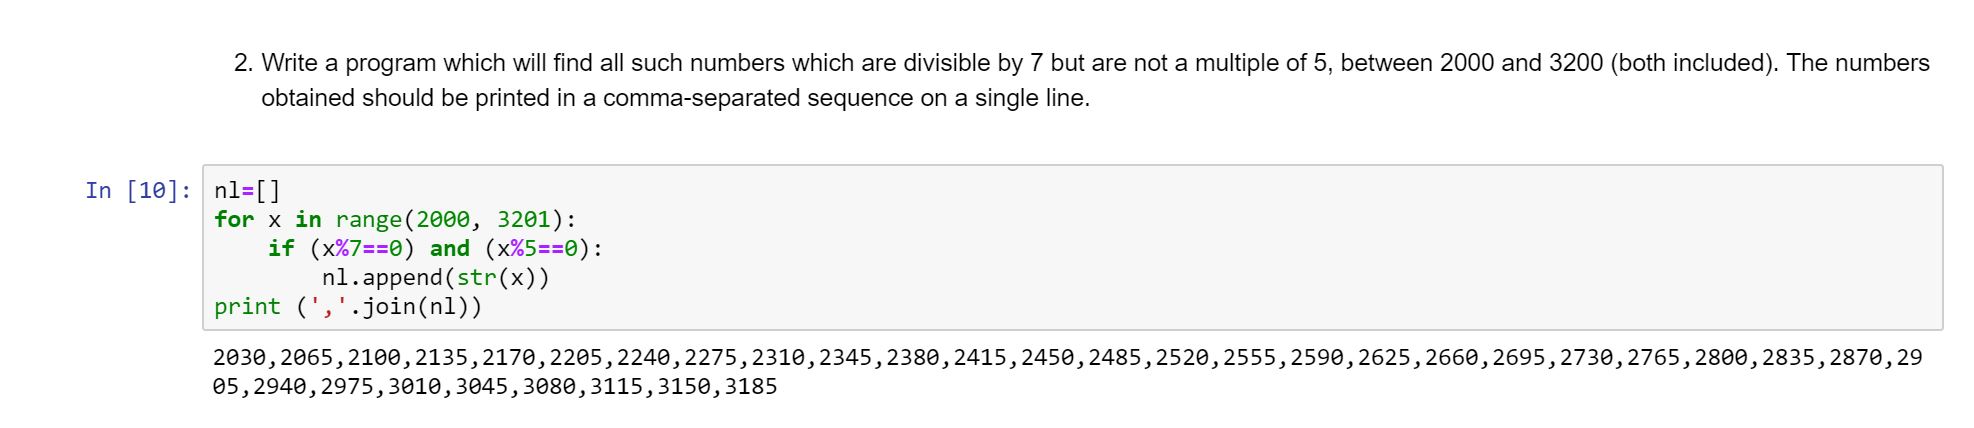 2. Write a program which will find all such numbers which are divisible by 7 but are not a multiple of 5, between 2000 and 3200 (both included). The numbers
obtained should be printed in a comma-separated sequence on a single line.
In [10]: nl=[]
for x in range(2000, 3201):
    if (x%7==0) and (x%5==0):
        nl.append(str(x))
print (','.join(nl))
2030,2065,2100,2135,2170,2205,2240,2275,2310,2345,2380,2415,2450,2485,2520,2555,2590,2625,2660,2695,2730,2765,2800,2835,2870,29
05,2940,2975,3010,3045,3080,3115,3150,3185